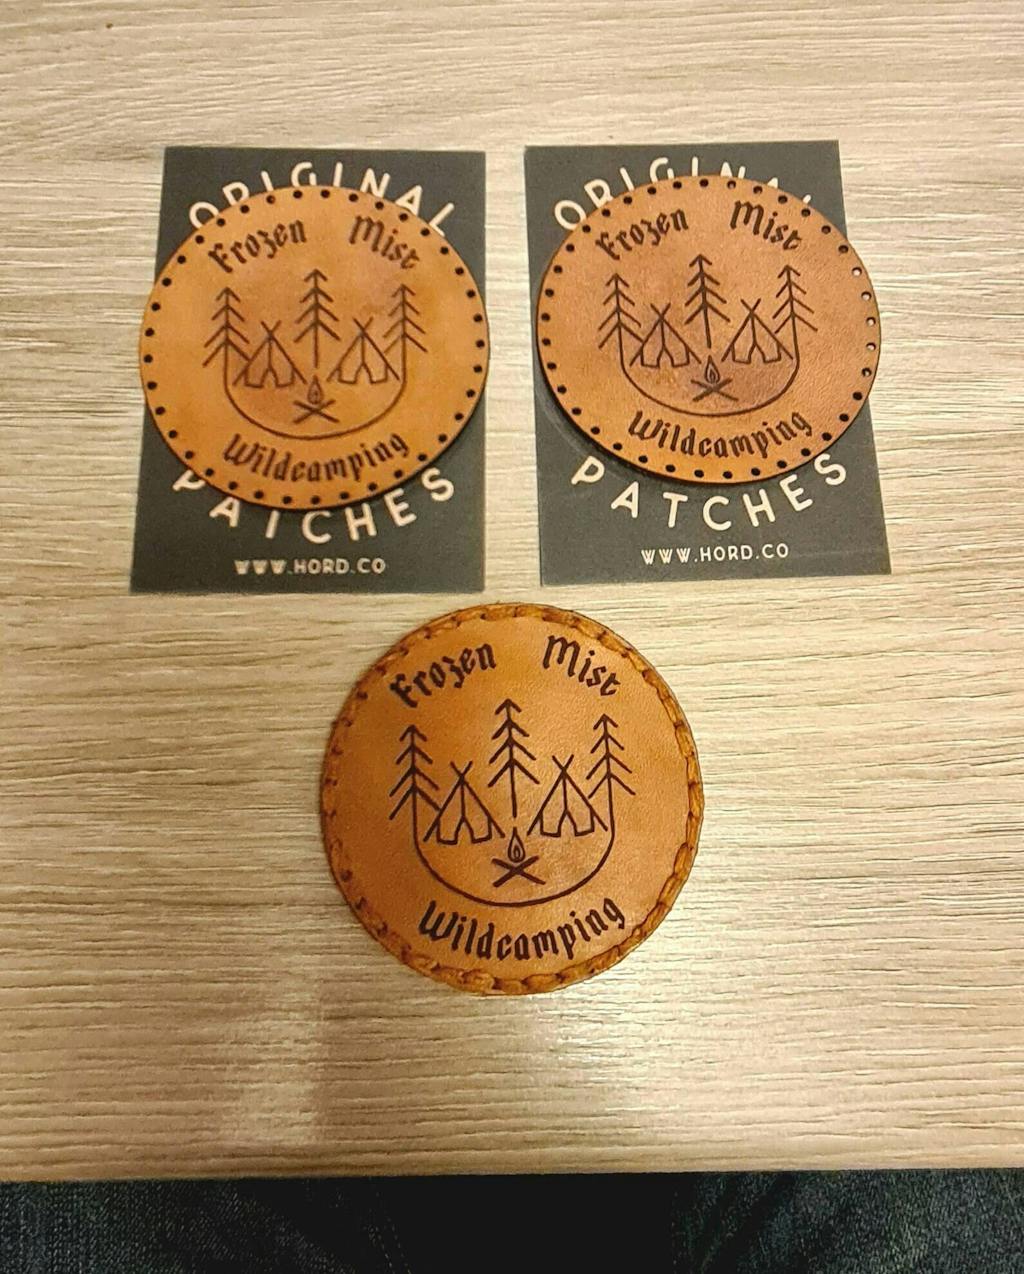 ORIGINAL
Frozen Mist
Wildcamping
PATCHES
WWW.HORD.CO
ORIGINAL
Frozen Mist
Wildcamping
PATCHES
WWW.HORD.CO
Frozen Mist
Wildcamping